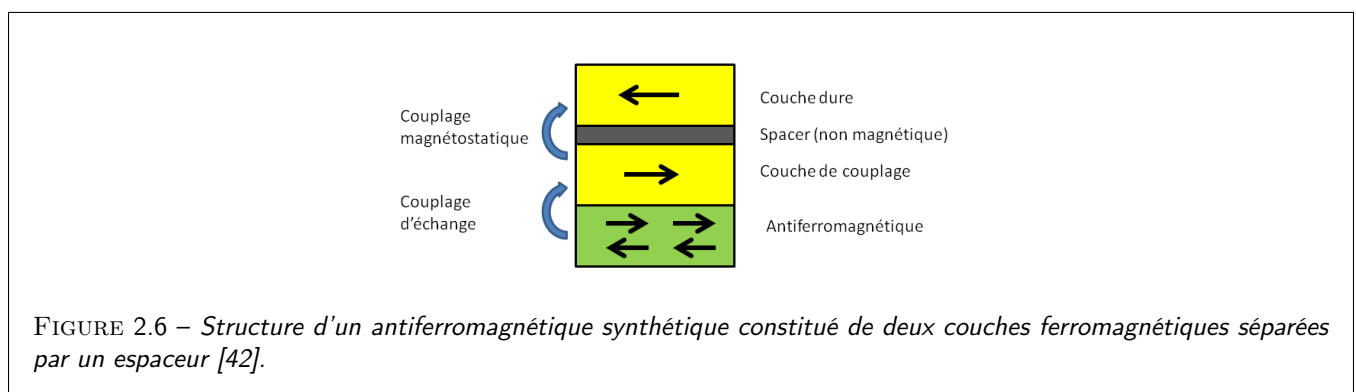 Couplage
magnétostatique
Couplage
d'échange
Couche dure
Spacer (non magnétique)
Couche de couplage
Antiferromagnétique
FIGURE 2.6 – Structure d'un antiferromagnétique synthétique constitué de deux couches ferromagnétiques séparées
par un espaceur [42].